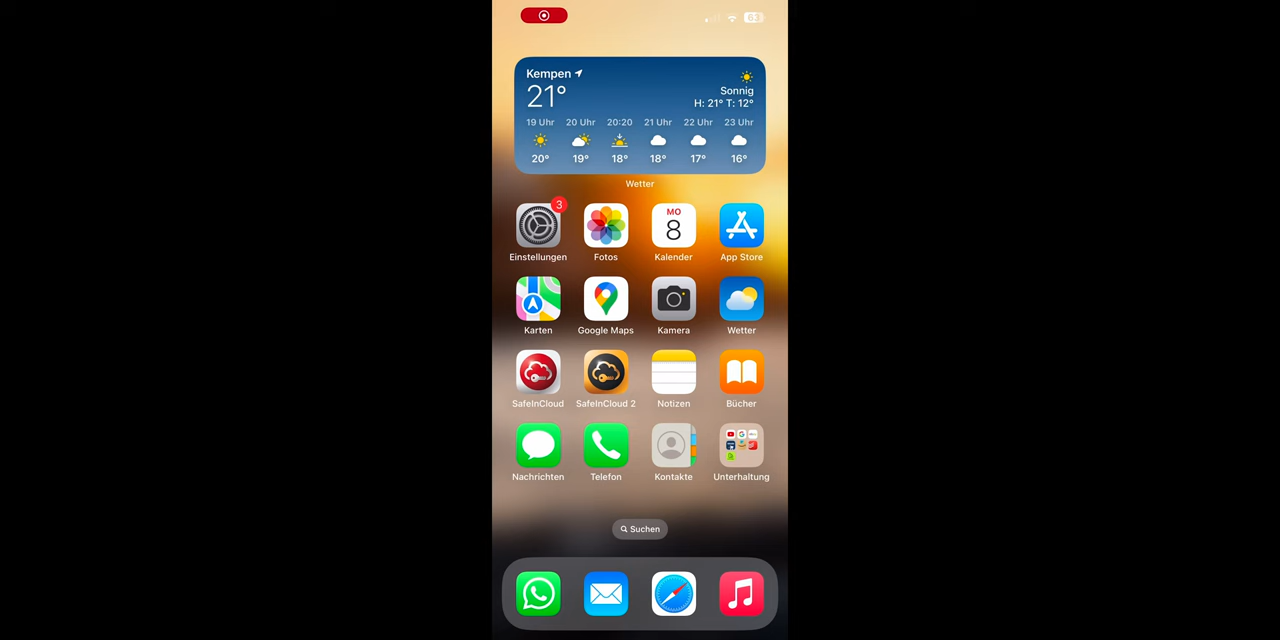 63
Kempen
21°
Sonnig
H: 21° T: 12°
19 Uhr 20 Uhr 20:20 21 Uhr 22 Uhr 23 Uhr
20° 19° 18° 18° 17° 16°
Wetter
3
MO
8
Einstellungen Fotos Kalender App Store
Karten Google Maps Kamera Wetter
SafeInCloud SafeInCloud 2 Notizen Bücher
Nachrichten Telefon Kontakte Unterhaltung
Suchen